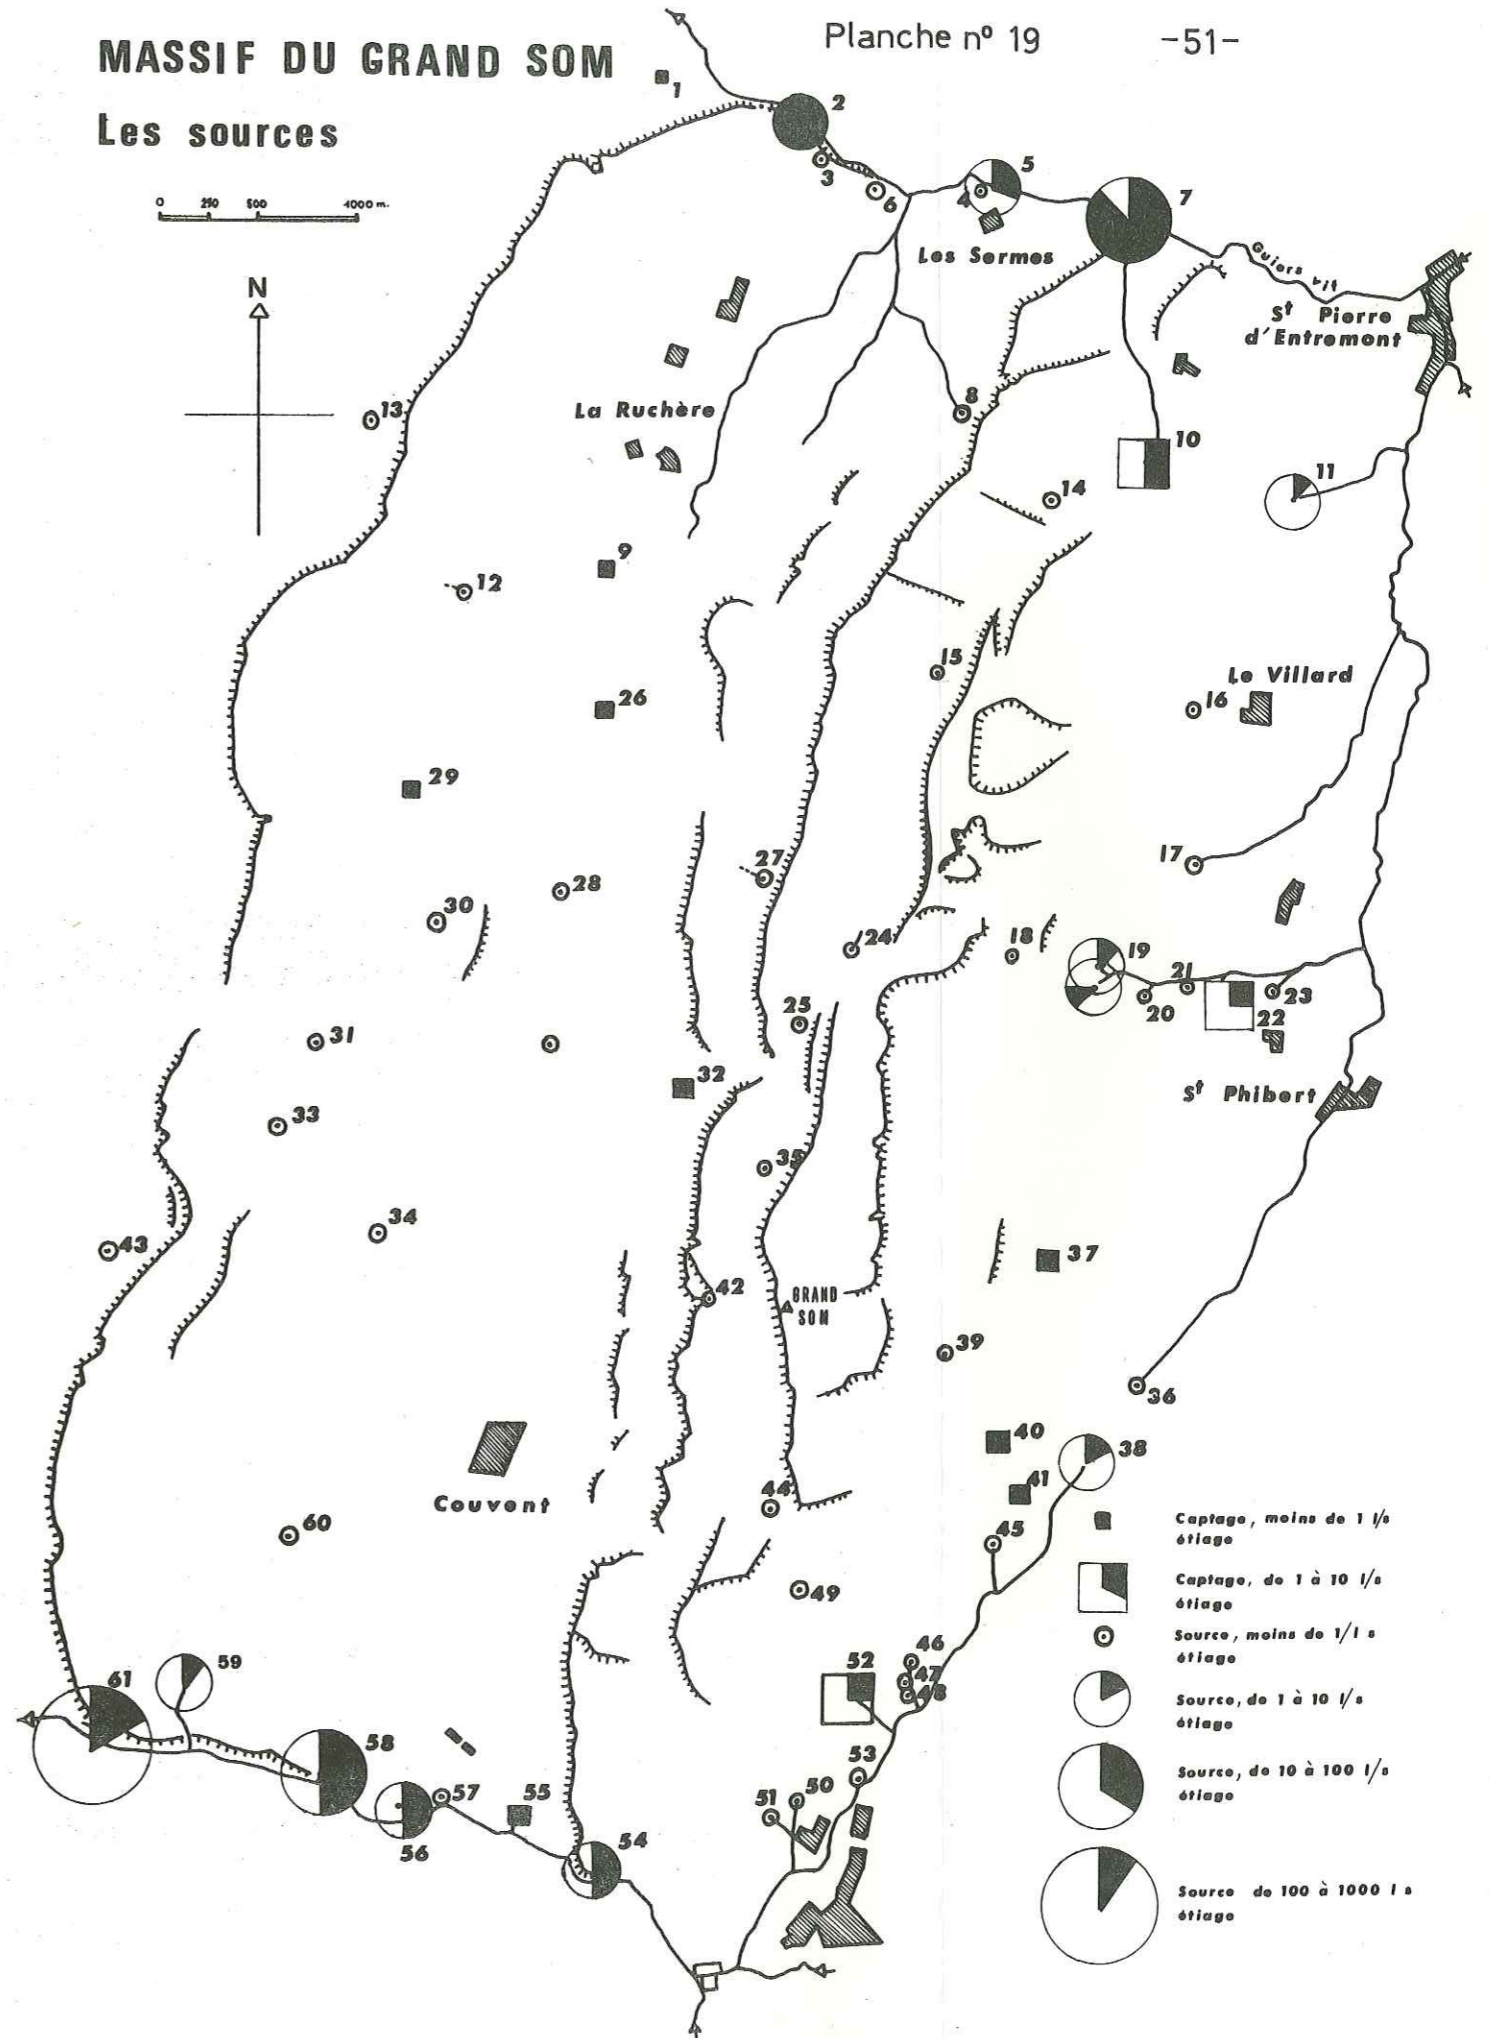 Planche nº 19
-51-
MASSIF DU GRAND SOM
Les sources
0 250 500 1000 m.
N
1
2
3
6
4
5
7
Les Sermes
Guiers vif
St Pierre
d'Entremont
La Ruchère
13
8
10
11
14
9
12
15
26
Le Villard
16
29
27
17
28
30
24
18
19
21
20
22
23
25
31
32
St Phibert
33
35
34
43
37
42
GRAND
SOM
39
36
40
38
41
Couvent
44
45
60
49
46
47
48
52
59
61
58
53
57
55
50
51
56
54
Captage, moins de 1 l/s
étiage
Captage, de 1 à 10 l/s
étiage
Source, moins de 1/l s
étiage
Source, de 1 à 10 l/s
étiage
Source, de 10 à 100 l/s
étiage
Source de 100 à 1000 l s
étiage